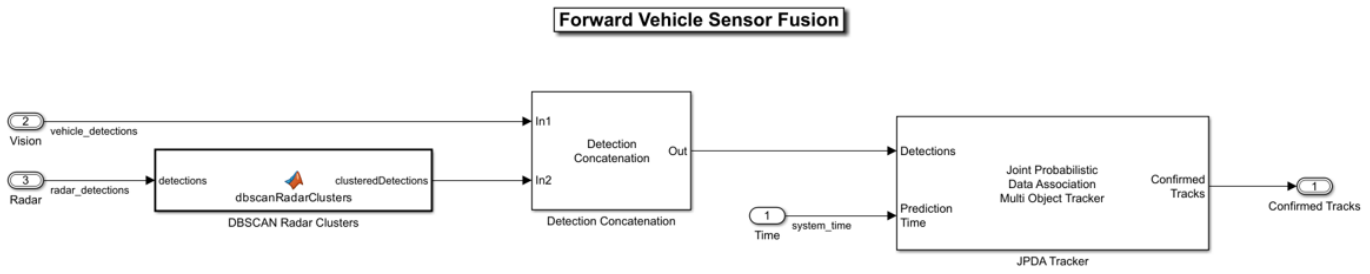 Forward Vehicle Sensor Fusion
2
Vision
vehicle_detections
3
Radar
radar_detections
detections
dbscanRadarClusters
clusteredDetections
DBSCAN Radar Clusters
In1
In2
Detection
Concatenation
Out
Detection Concatenation
1
Time
system_time
Detections
Prediction
Time
Joint Probabilistic
Data Association
Multi Object Tracker
Confirmed
Tracks
JPDA Tracker
1
Confirmed Tracks